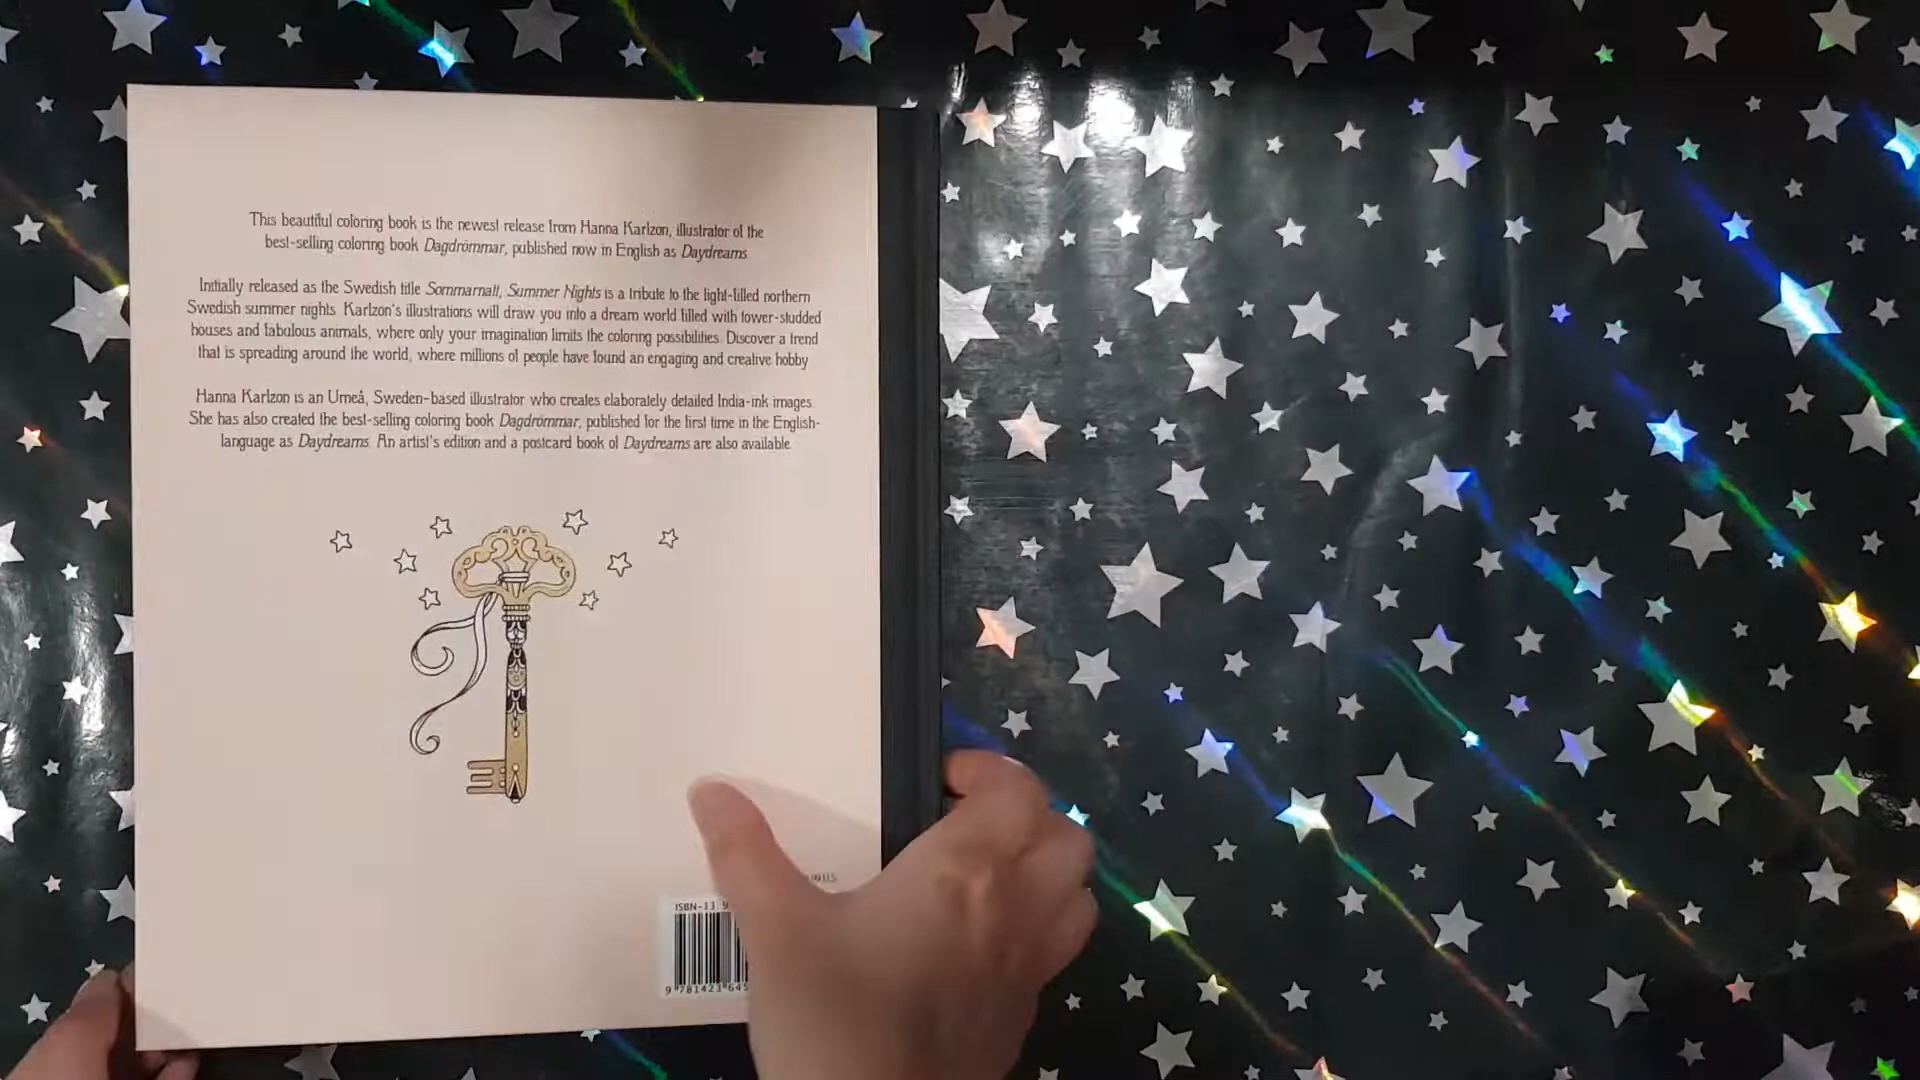 This beautiful coloring book is the newest release from Hanna Karlzon, illustrator of the
best-selling coloring book Dagdrömmar, published now in English as Daydreams
Initially released as the Swedish title Sommarnatt, Summer Nights is a tribute to the light-filled northern
Swedish summer nights. Karlzon's illustrations will draw you into a dream world filled with tower-studded
houses and fabulous animals, where only your imagination limits the coloring possibilities. Discover a trend
that is spreading around the world, where millions of people have found an engaging and creative hobby
Hanna Karlzon is an Umeå, Sweden-based illustrator who creates elaborately detailed India-ink images.
She has also created the best-selling coloring book Dagdrömmar, published for the first time in the English-
language as Daydreams. An artist's edition and a postcard book of Daydreams are also available
ISBN-13 9
9 781423 645